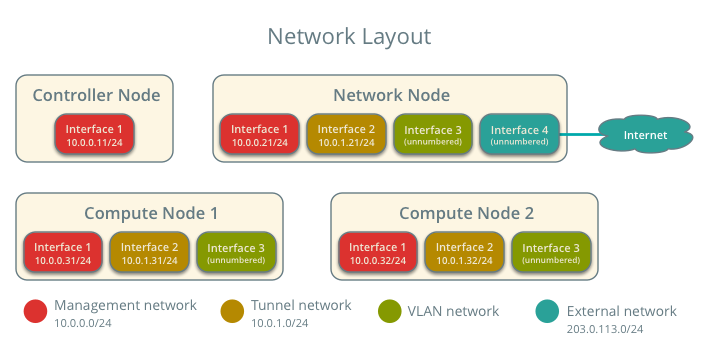 Network Layout
Controller Node
Interface 1
10.0.0.11/24
Network Node
Interface 1
10.0.0.21/24
Interface 2
10.0.1.21/24
Interface 3
(unnumbered)
Interface 4
(unnumbered)
Internet
Compute Node 1
Interface 1
10.0.0.31/24
Interface 2
10.0.1.31/24
Interface 3
(unnumbered)
Compute Node 2
Interface 1
10.0.0.32/24
Interface 2
10.0.1.32/24
Interface 3
(unnumbered)
Management network
10.0.0.0/24
Tunnel network
10.0.1.0/24
VLAN network
External network
203.0.113.0/24